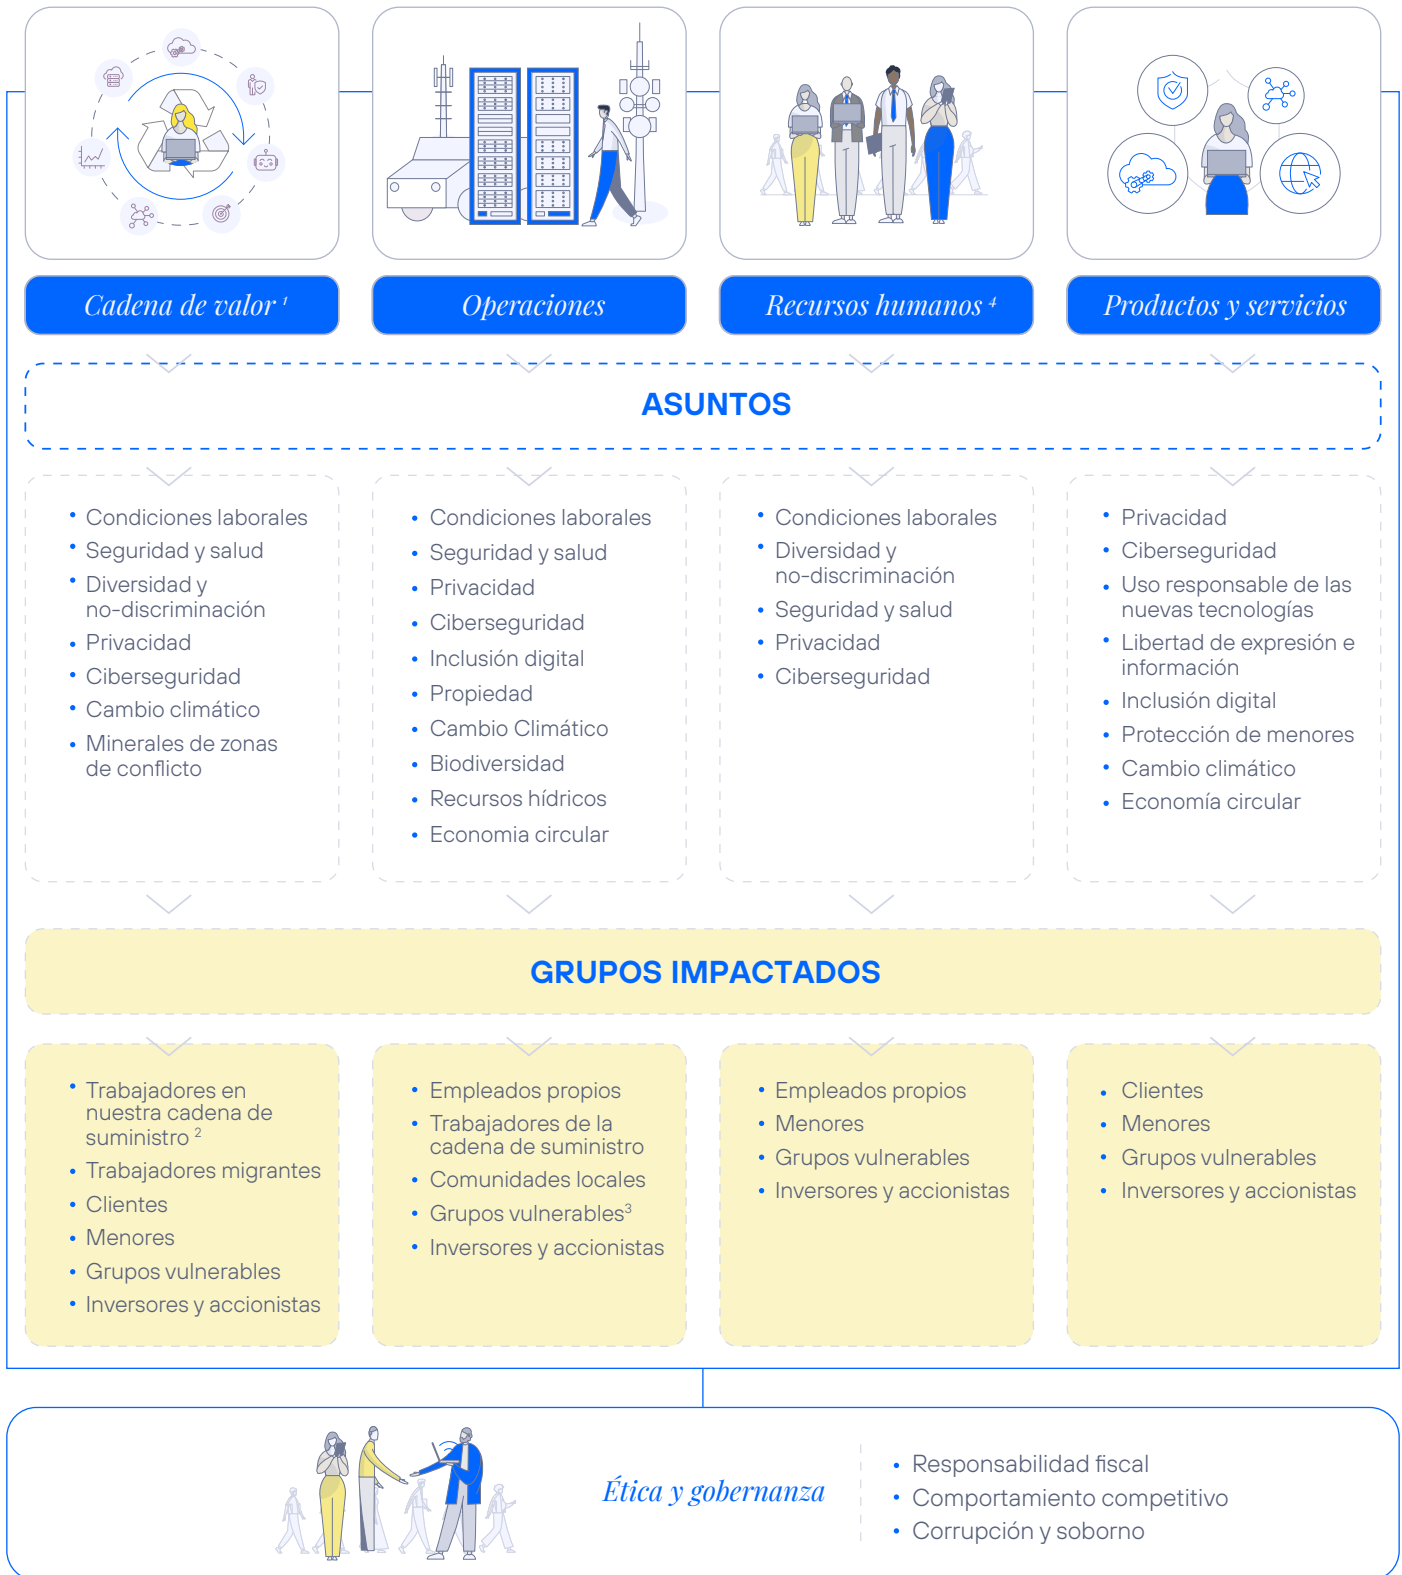 Cadena de valor ¹
Operaciones
Recursos humanos ⁴
Productos y servicios
ASUNTOS
• Condiciones laborales
• Seguridad y salud
• Diversidad y
no-discriminación
• Privacidad
• Ciberseguridad
• Cambio climático
• Minerales de zonas
de conflicto
• Condiciones laborales
• Seguridad y salud
• Privacidad
• Ciberseguridad
• Inclusión digital
• Propiedad
• Cambio Climático
• Biodiversidad
• Recursos hídricos
• Economia circular
• Condiciones laborales
• Diversidad y
no-discriminación
• Seguridad y salud
• Privacidad
• Ciberseguridad
• Privacidad
• Ciberseguridad
• Uso responsable de las
nuevas tecnologías
• Libertad de expresión e
información
• Inclusión digital
• Protección de menores
• Cambio climático
• Economía circular
GRUPOS IMPACTADOS
• Trabajadores en
nuestra cadena de
suministro ²
• Trabajadores migrantes
• Clientes
• Menores
• Grupos vulnerables
• Inversores y accionistas
• Empleados propios
• Trabajadores de la
cadena de suministro
• Comunidades locales
• Grupos vulnerables³
• Inversores y accionistas
• Empleados propios
• Menores
• Grupos vulnerables
• Inversores y accionistas
• Clientes
• Menores
• Grupos vulnerables
• Inversores y accionistas
Ética y gobernanza
• Responsabilidad fiscal
• Comportamiento competitivo
• Corrupción y soborno